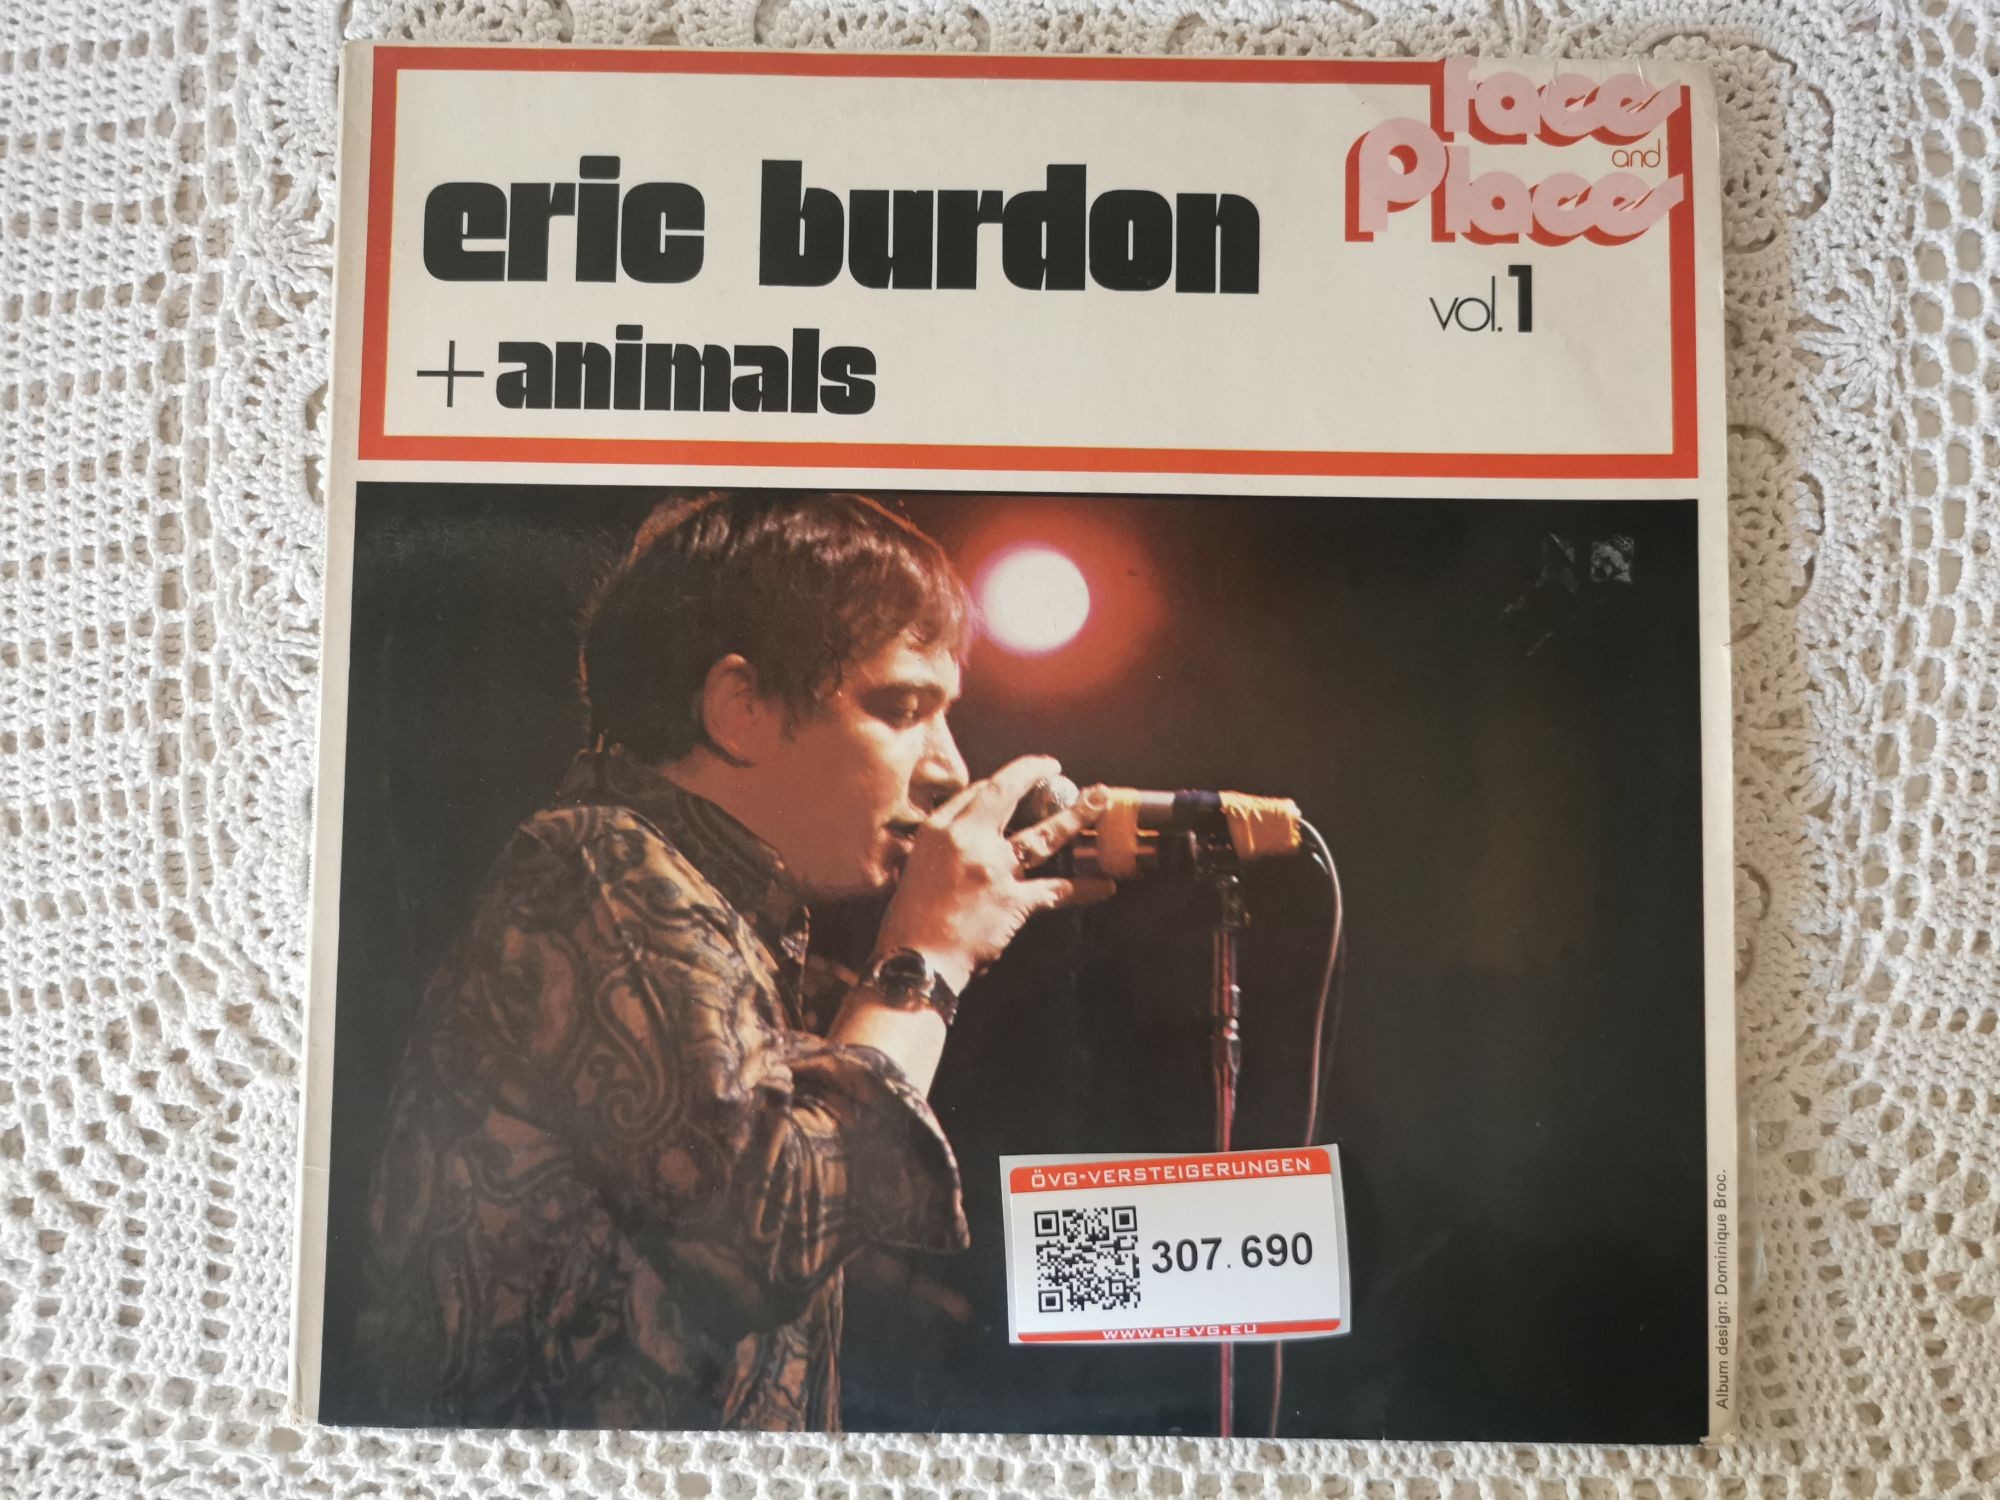 eric burdon
+animals
faces
and
Places
vol.1
ÖVG-VERSTEIGERUNGEN
307.690
WWW.OEVG.EU
Album design: Dominique Broc.